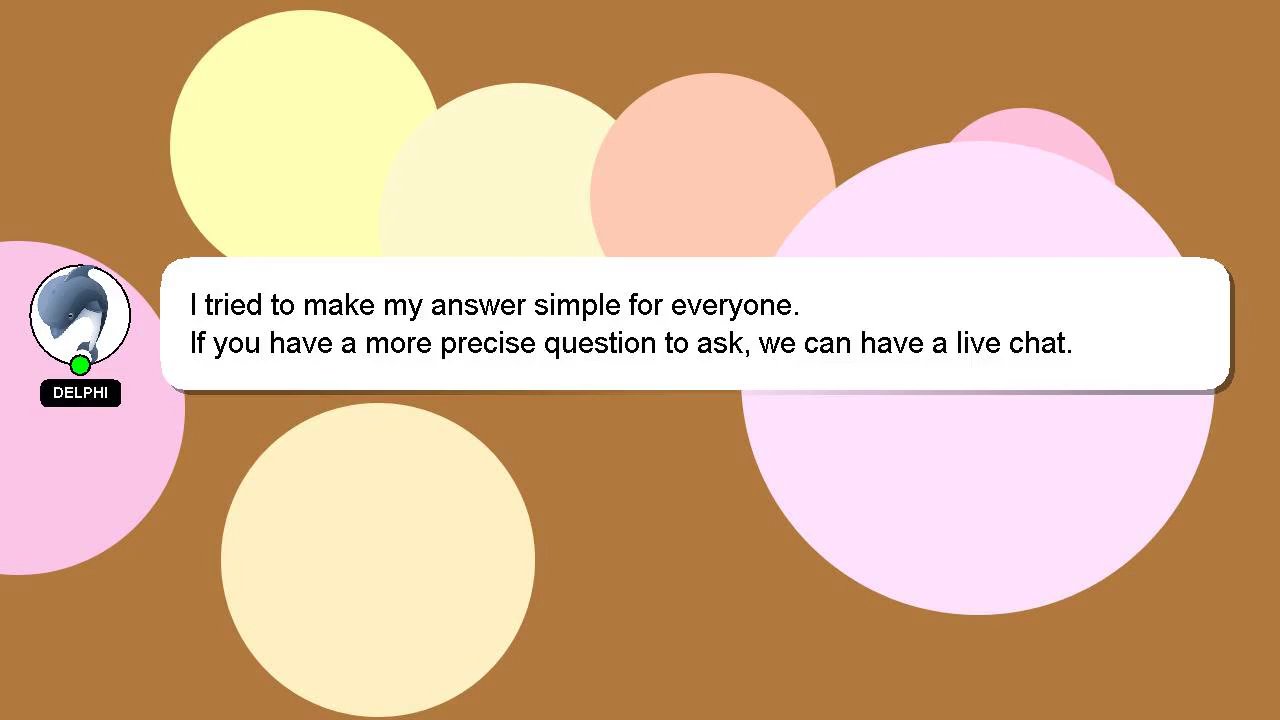 I tried to make my answer simple for everyone.
If you have a more precise question to ask, we can have a live chat.
DELPHI